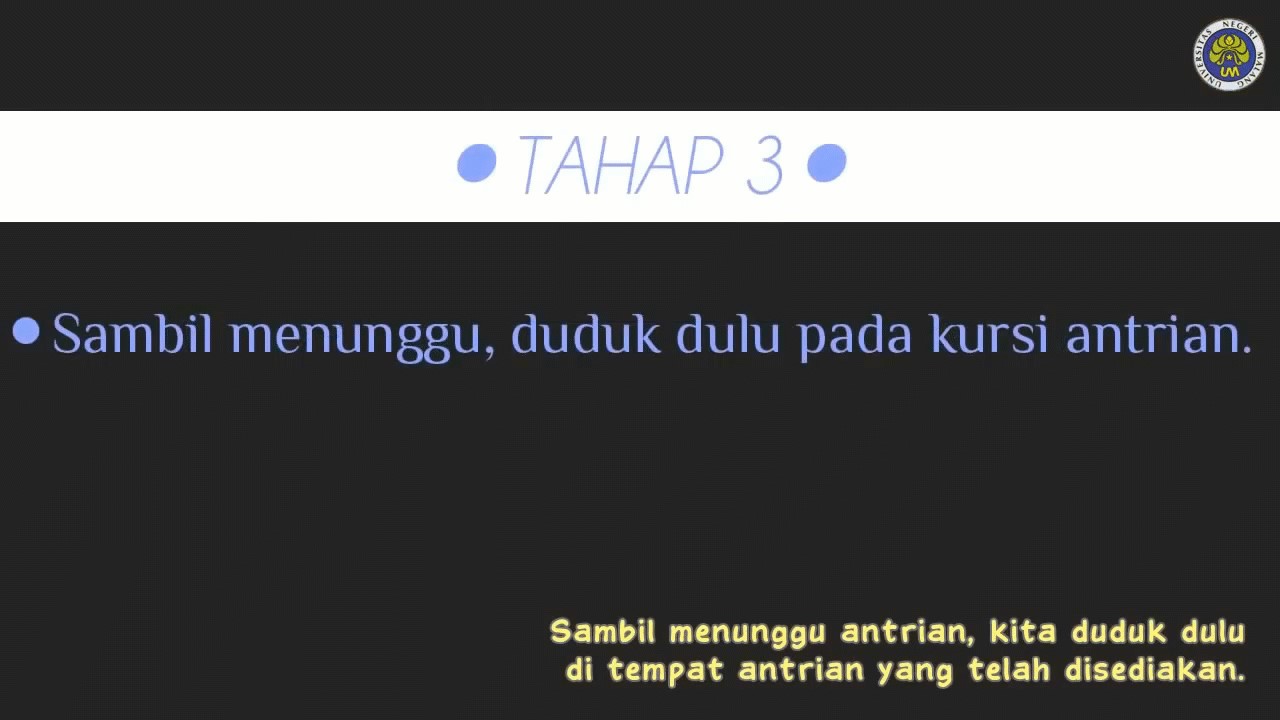 UNIVERSITAS NEGERI MALANG
UM
• TAHAP 3 •
• Sambil menunggu, duduk dulu pada kursi antrian.
Sambil menunggu antrian, kita duduk dulu
di tempat antrian yang telah disediakan.